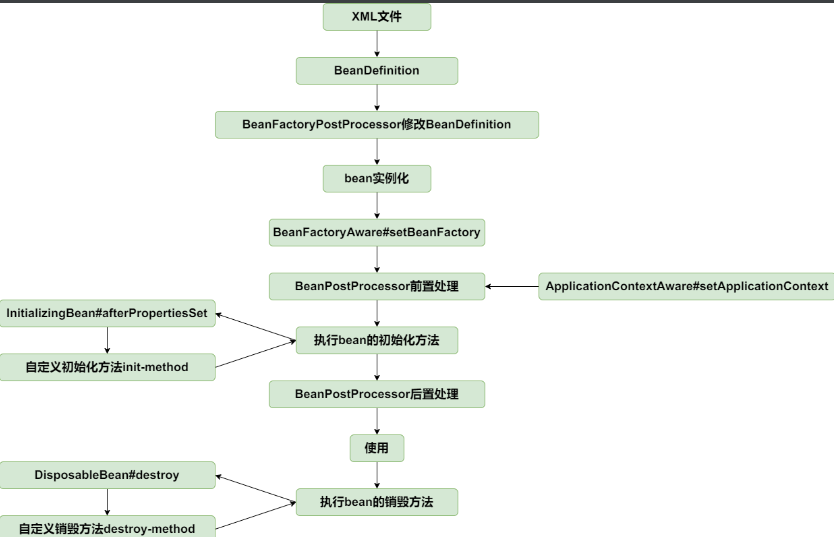 XML文件
BeanDefinition
BeanFactoryPostProcessor修改BeanDefinition
bean实例化
BeanFactoryAware#setBeanFactory
BeanPostProcessor前置处理
ApplicationContextAware#setApplicationContext
InitializingBean#afterPropertiesSet
执行bean的初始化方法
自定义初始化方法init-method
BeanPostProcessor后置处理
使用
DisposableBean#destroy
执行bean的销毁方法
自定义销毁方法destroy-method